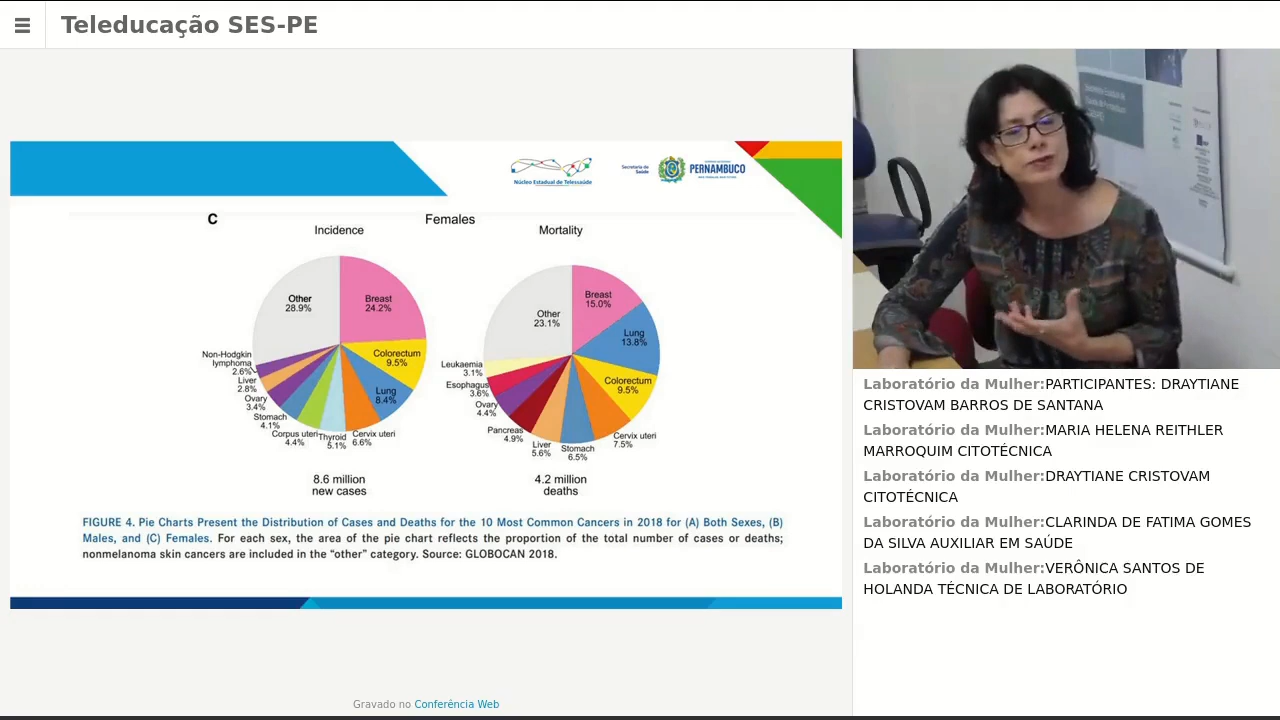 Teleducação SES-PE
Núcleo Estadual de Telessaúde
Secretaria de
Saúde
PERNAMBUCO
C
Females
Incidence
Mortality
Other
28.9%
Breast
24.2%
Colorectum
9.5%
Lung
8.4%
Cervix uteri
6.6%
Thyroid
5.1%
Corpus uteri
4.4%
Stomach
4.1%
Ovary
3.4%
Liver
2.8%
Non-Hodgkin
lymphoma
2.6%
8.6 million
new cases
Other
23.1%
Breast
15.0%
Lung
13.8%
Colorectum
9.5%
Cervix uteri
7.5%
Stomach
6.5%
Liver
5.6%
Pancreas
4.9%
Ovary
4.4%
Esophagus
3.6%
Leukaemia
3.1%
4.2 million
deaths
FIGURE 4. Pie Charts Present the Distribution of Cases and Deaths for the 10 Most Common Cancers in 2018 for (A) Both Sexes, (B)
Males, and (C) Females. For each sex, the area of the pie chart reflects the proportion of the total number of cases or deaths;
nonmelanoma skin cancers are included in the “other” category. Source: GLOBOCAN 2018.
Gravado no Conferência Web
Laboratório da Mulher:PARTICIPANTES: DRAYTIANE
CRISTOVAM BARROS DE SANTANA
Laboratório da Mulher:MARIA HELENA REITHLER
MARROQUIM CITOTÉCNICA
Laboratório da Mulher:DRAYTIANE CRISTOVAM
CITOTÉCNICA
Laboratório da Mulher:CLARINDA DE FATIMA GOMES
DA SILVA AUXILIAR EM SAÚDE
Laboratório da Mulher:VERÔNICA SANTOS DE
HOLANDA TÉCNICA DE LABORATÓRIO